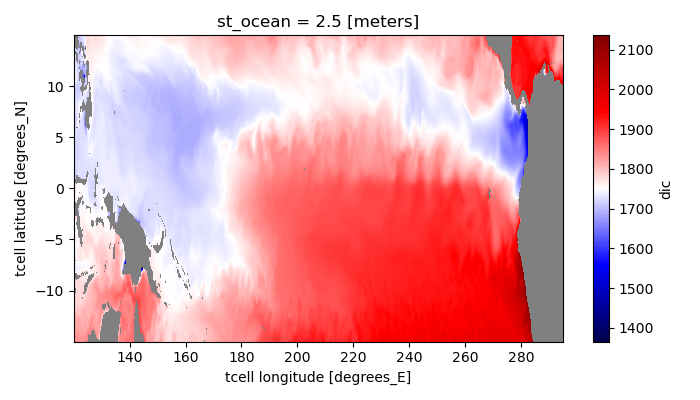 st_ocean = 2.5 [meters]
tcell latitude [degrees_N]
10
5
0
−5
−10
140 160 180 200 220 240 260 280
tcell longitude [degrees_E]
2100
2000
1900
1800
1700
1600
1500
1400
dic